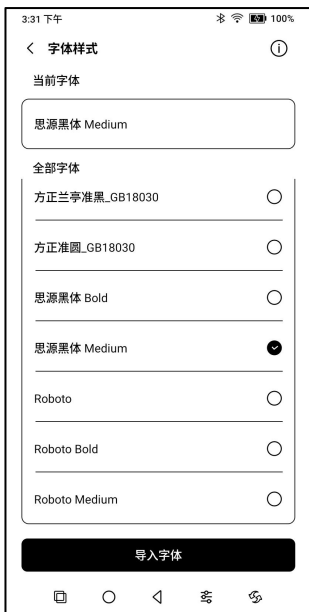 3:31 下午 100%
字体样式
当前字体
思源黑体 Medium
全部字体
方正兰亭准黑_GB18030
方正准圆_GB18030
思源黑体 Bold
思源黑体 Medium
Roboto
Roboto Bold
Roboto Medium
导入字体